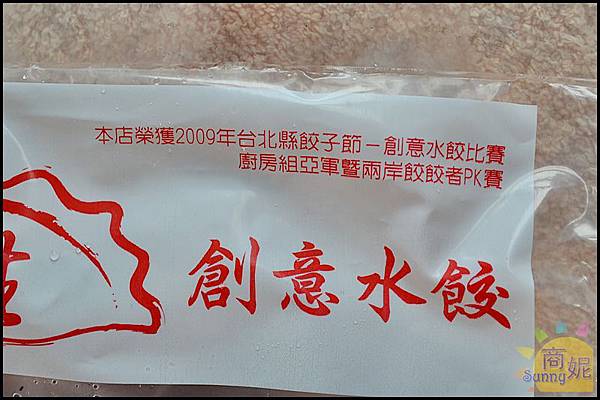 本店榮獲2009年台北縣餃子節－創意水餃比賽
廚房組亞軍暨兩岸餃餃者PK賽
創意水餃
商妮
Sunny